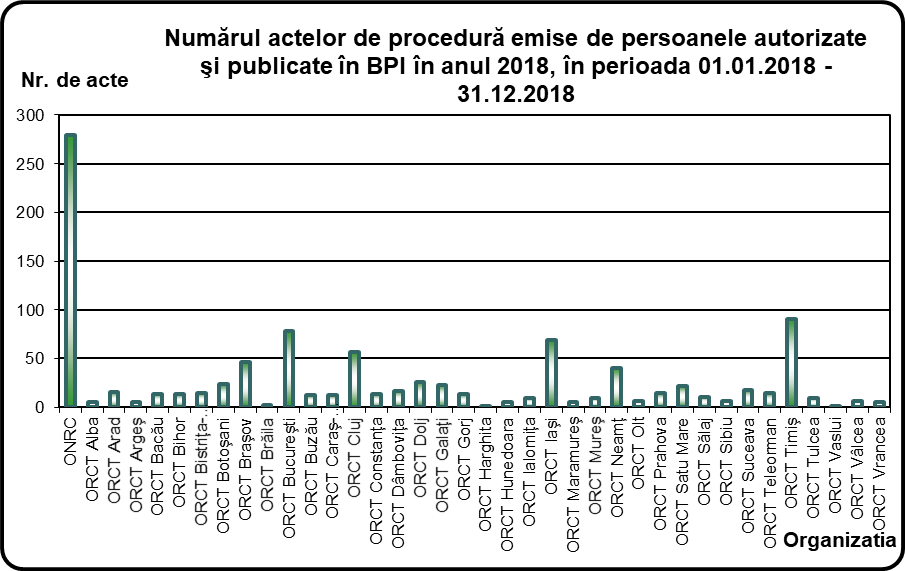 Numărul actelor de procedură emise de persoanele autorizate
şi publicate în BPI în anul 2018, în perioada 01.01.2018 -
31.12.2018
Nr. de acte
300
250
200
150
100
50
0
ONRC
ORCT Alba
ORCT Arad
ORCT Argeş
ORCT Bacău
ORCT Bihor
ORCT Bistriţa-...
ORCT Botoşani
ORCT Braşov
ORCT Brăila
ORCT Bucureşti
ORCT Buzău
ORCT Caraş-...
ORCT Cluj
ORCT Constanţa
ORCT Dâmboviţa
ORCT Dolj
ORCT Galaţi
ORCT Gorj
ORCT Harghita
ORCT Hunedoara
ORCT Ialomiţa
ORCT Iaşi
ORCT Maramureş
ORCT Mureş
ORCT Neamţ
ORCT Olt
ORCT Prahova
ORCT Satu Mare
ORCT Sălaj
ORCT Sibiu
ORCT Suceava
ORCT Teleorman
ORCT Timiş
ORCT Tulcea
ORCT Vaslui
ORCT Vâlcea
ORCT Vrancea
Organizatia